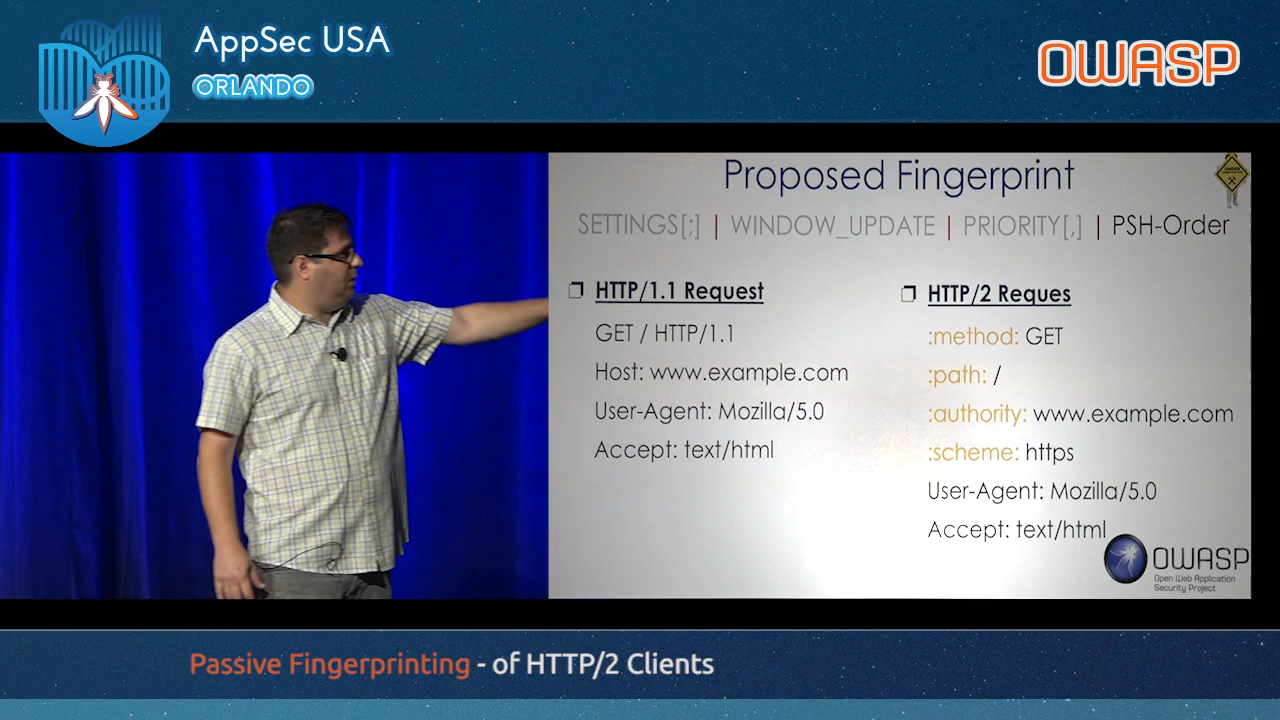 AppSec USA
ORLANDO
OWASP
Proposed Fingerprint
SETTINGS[;] | WINDOW_UPDATE | PRIORITY[,] | PSH-Order
❐ HTTP/1.1 Request
GET / HTTP/1.1
Host: www.example.com
User-Agent: Mozilla/5.0
Accept: text/html
❐ HTTP/2 Reques
:method: GET
:path: /
:authority: www.example.com
:scheme: https
User-Agent: Mozilla/5.0
Accept: text/html
OWASP
Open Web Application
Security Project
Passive Fingerprinting - of HTTP/2 Clients